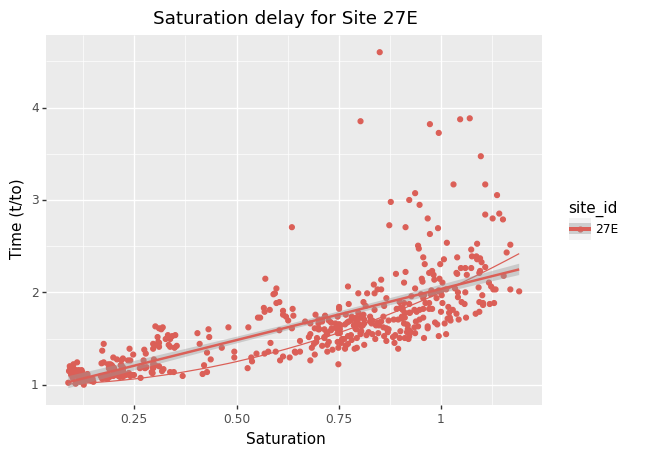 Saturation delay for Site 27E
4
3
2
1
Time (t/to)
0.25
0.50
0.75
1
Saturation
site_id
27E